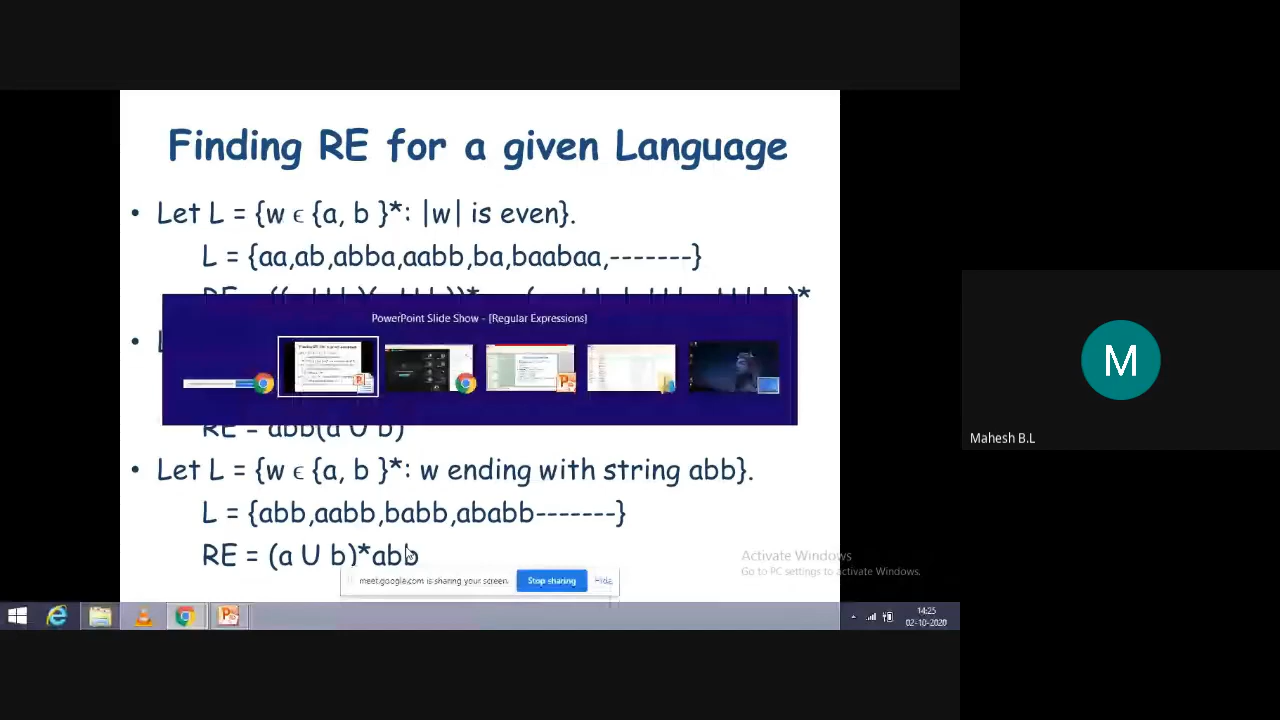 Finding RE for a given Language
• Let L = {w ϵ {a, b }*: |w| is even}.
L = {aa,ab,abba,aabb,ba,baabaa,-------}
PowerPoint Slide Show - [Regular Expressions]
RE = abb(a U b)
• Let L = {w ϵ {a, b }*: w ending with string abb}.
L = {abb,aabb,babb,ababb-------}
RE = (a U b)*abb
meet.google.com is sharing your screen.
Stop sharing
Hide
Activate Windows
Go to PC settings to activate Windows.
14:25
02-10-2020
M
Mahesh B.L